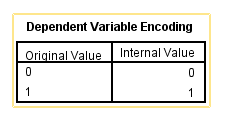 Dependent Variable Encoding
Original Value Internal Value
0 0
1 1